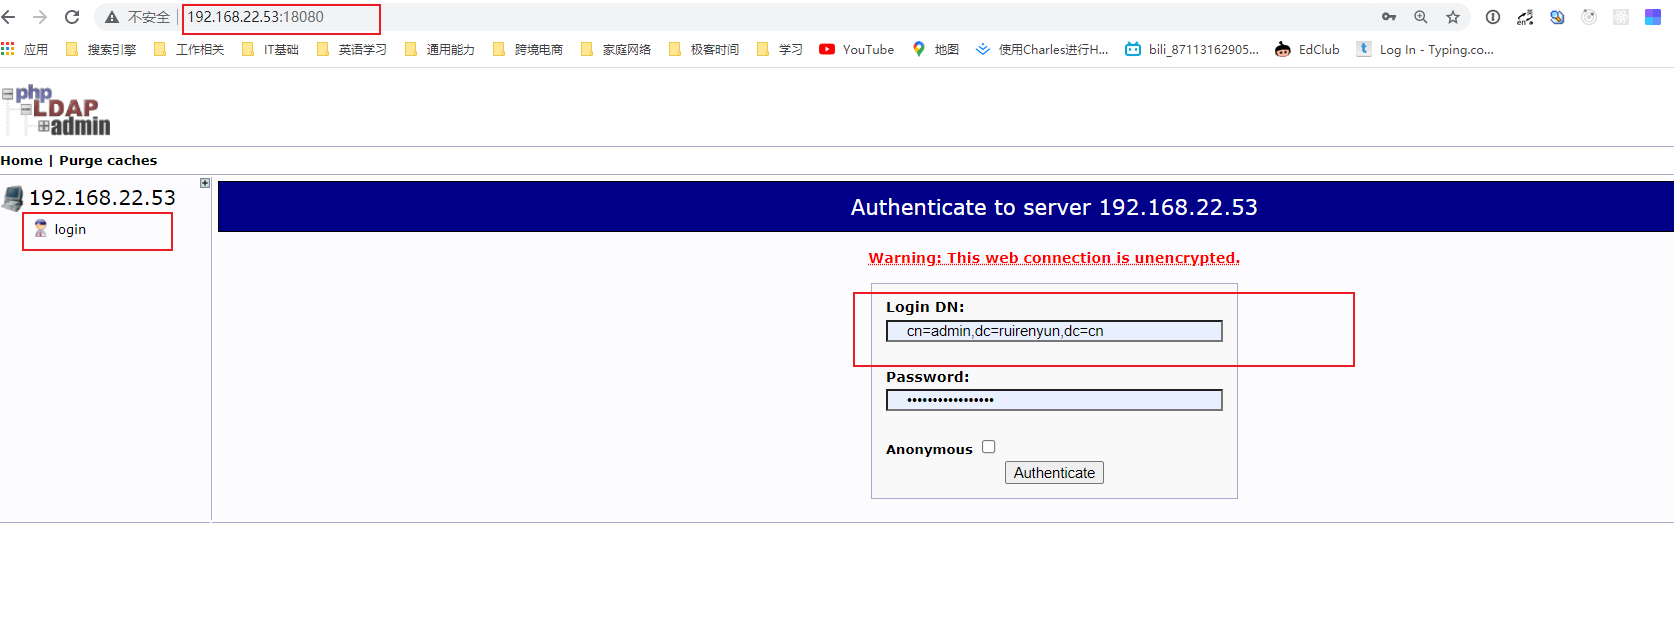 不安全 192.168.22.53:18080
应用 搜索引擎 工作相关 IT基础 英语学习 通用能力 跨境电商 家庭网络 极客时间 学习 YouTube 地图 使用Charles进行H... bili_87113162905... EdClub Log In - Typing.co...
php
LDAP
admin
Home | Purge caches
192.168.22.53
login
Authenticate to server 192.168.22.53
Warning: This web connection is unencrypted.
Login DN:
cn=admin,dc=ruirenyun,dc=cn
Password:
•••••••••••••••••
Anonymous
Authenticate